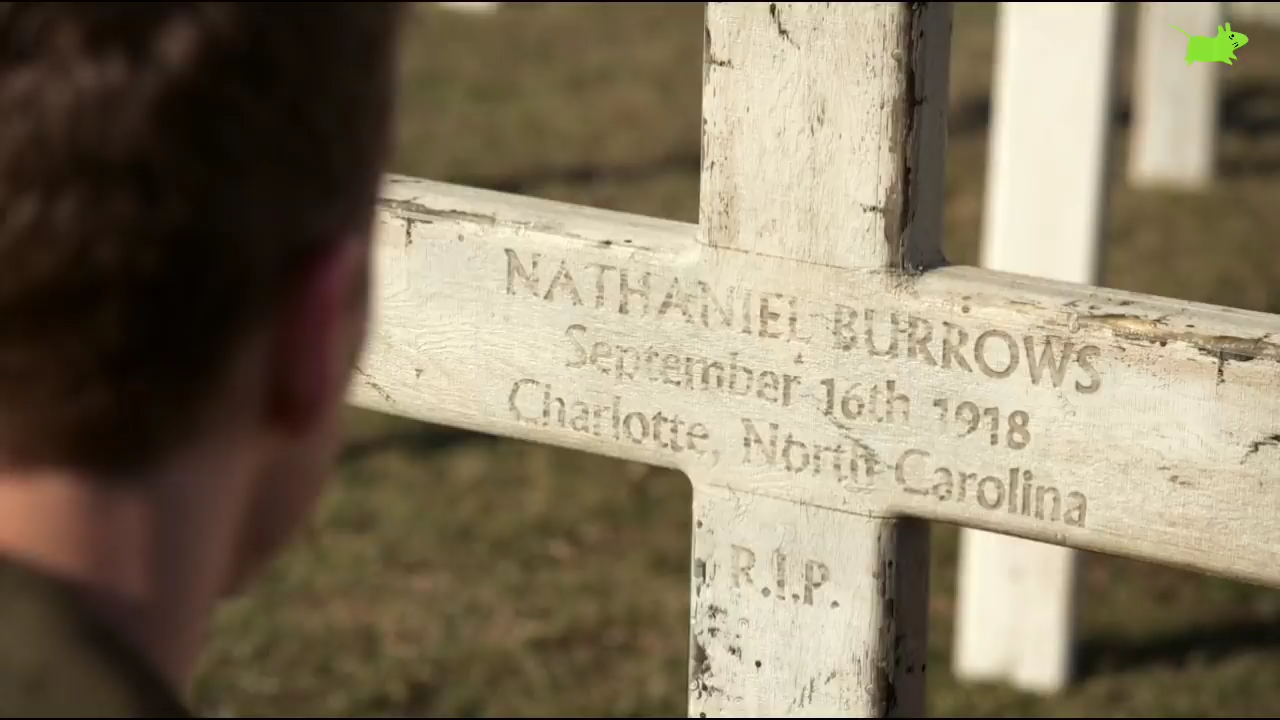 NATHANIEL BURROWS
September 16th 1918
Charlotte, North Carolina
R.I.P.